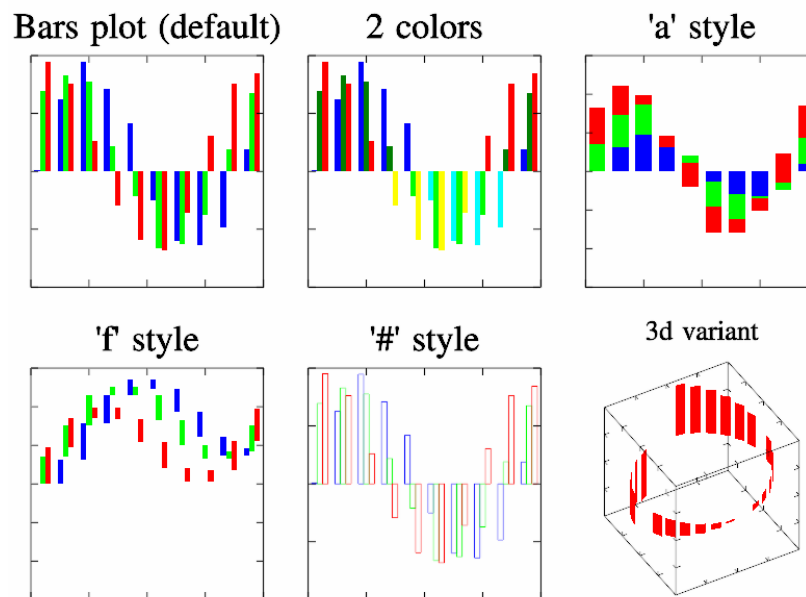 Bars plot (default)
2 colors
'a' style
'f' style
'#' style
3d variant